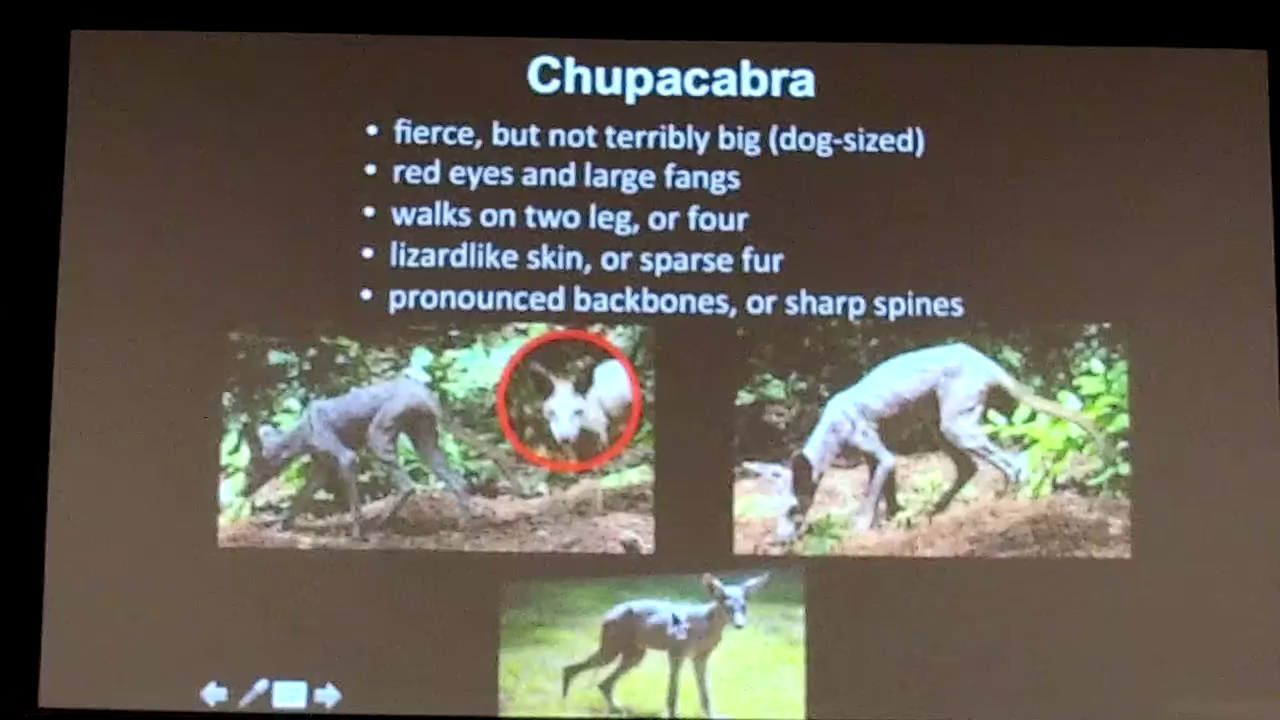 Chupacabra
• fierce, but not terribly big (dog-sized)
• red eyes and large fangs
• walks on two leg, or four
• lizardlike skin, or sparse fur
• pronounced backbones, or sharp spines